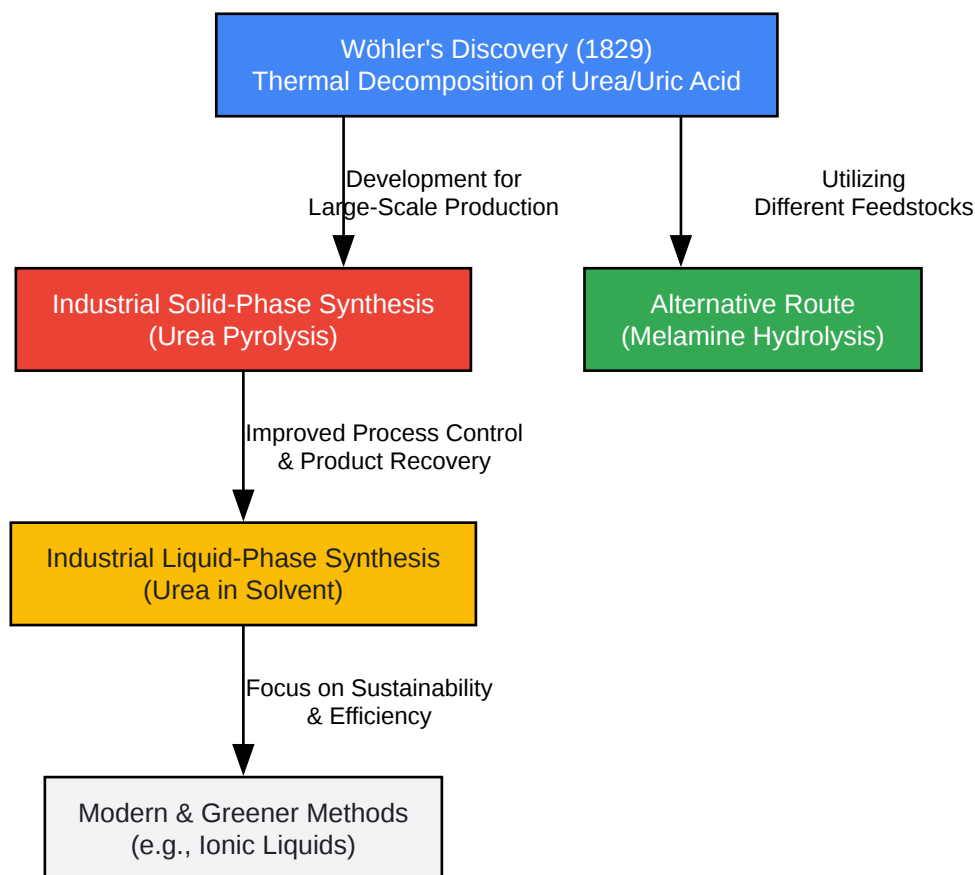 Wöhler's Discovery (1829)
Thermal Decomposition of Urea/Uric Acid
Development for
Large-Scale Production
Utilizing
Different Feedstocks
Industrial Solid-Phase Synthesis
(Urea Pyrolysis)
Alternative Route
(Melamine Hydrolysis)
Improved Process Control
& Product Recovery
Industrial Liquid-Phase Synthesis
(Urea in Solvent)
Focus on Sustainability
& Efficiency
Modern & Greener Methods
(e.g., Ionic Liquids)